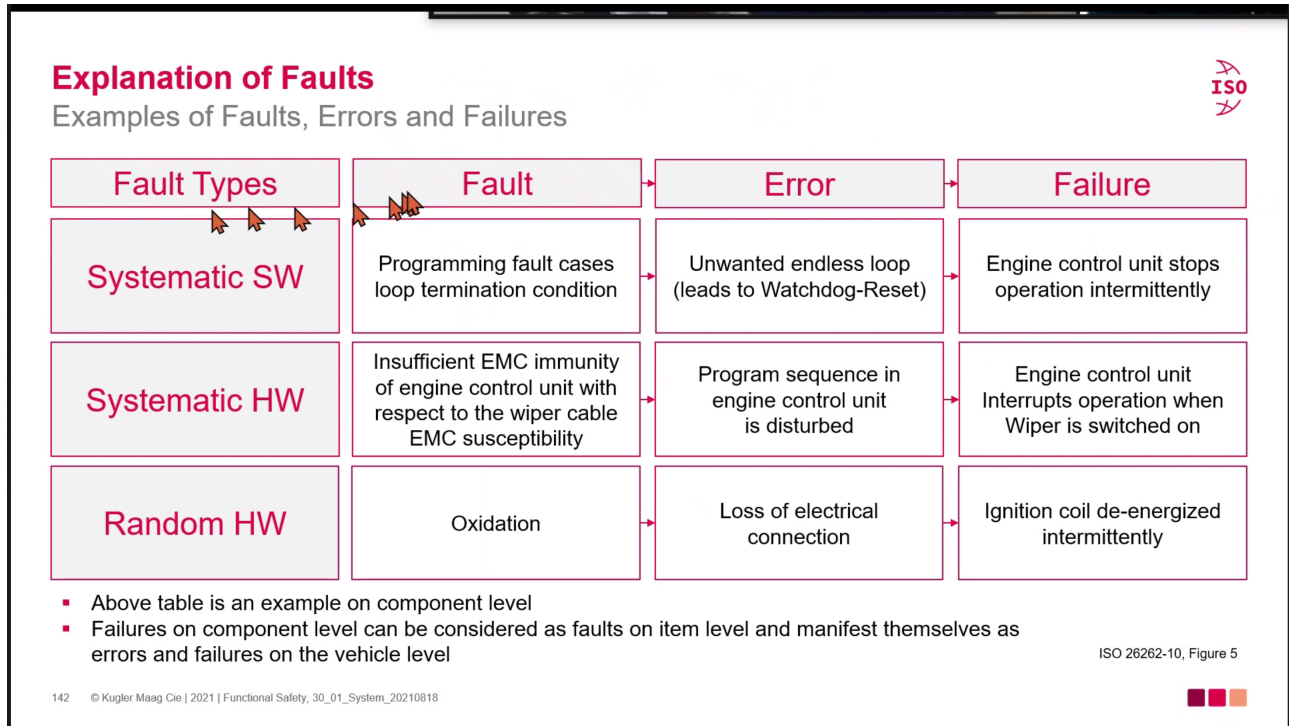 Explanation of Faults
ISO
Examples of Faults, Errors and Failures
Fault Types
Fault
Error
Failure
Systematic SW
Programming fault cases
loop termination condition
Unwanted endless loop
(leads to Watchdog-Reset)
Engine control unit stops
operation intermittently
Systematic HW
Insufficient EMC immunity
of engine control unit with
respect to the wiper cable
EMC susceptibility
Program sequence in
engine control unit
is disturbed
Engine control unit
Interrupts operation when
Wiper is switched on
Random HW
Oxidation
Loss of electrical
connection
Ignition coil de-energized
intermittently
▪ Above table is an example on component level
▪ Failures on component level can be considered as faults on item level and manifest themselves as
errors and failures on the vehicle level
ISO 26262-10, Figure 5
142 © Kugler Maag Cie | 2021 | Functional Safety, 30_01_System_20210818